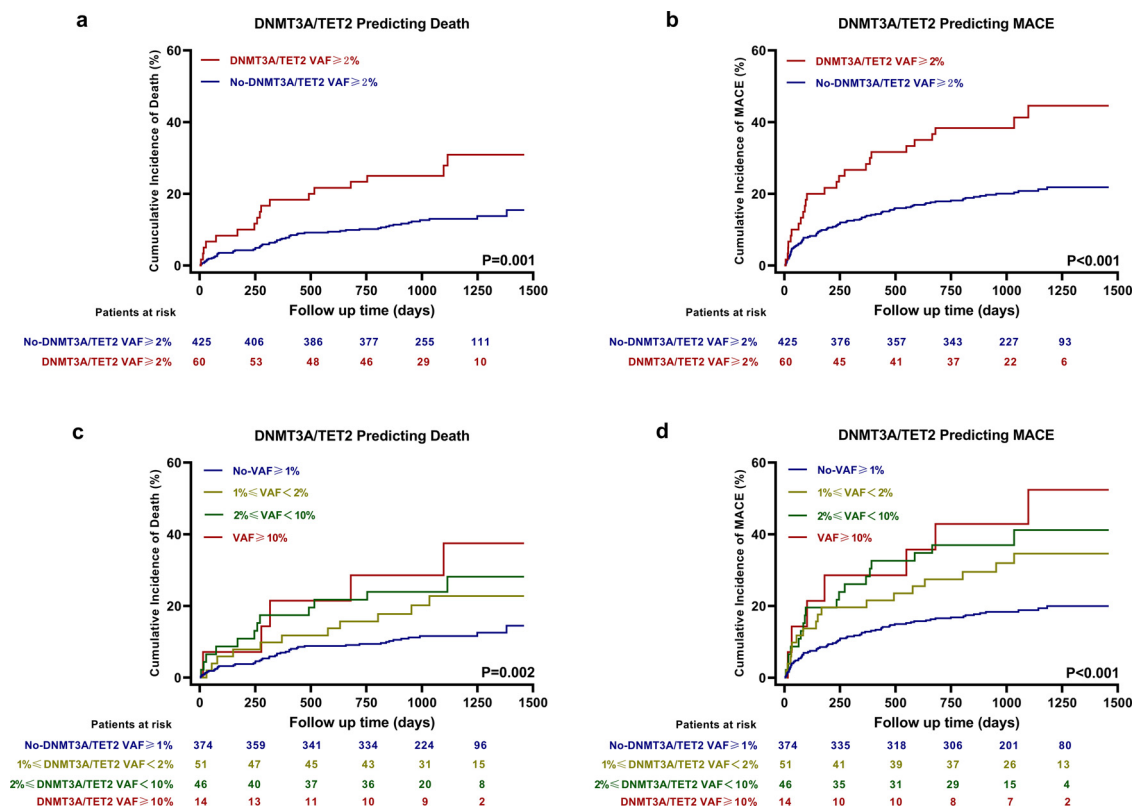 a
DNMT3A/TET2 Predicting Death
Cumuculative Incidence of Death (%)
60
40
20
0
DNMT3A/TET2 VAF≥2%
No-DNMT3A/TET2 VAF≥2%
P=0.001
0 250 500 750 1000 1250 1500
Follow up time (days)
Patients at risk
No-DNMT3A/TET2 VAF≥2% 425 406 386 377 255 111
DNMT3A/TET2 VAF≥2% 60 53 48 46 29 10
b
DNMT3A/TET2 Predicting MACE
Cumulative Incidence of MACE (%)
60
40
20
0
DNMT3A/TET2 VAF≥2%
No-DNMT3A/TET2 VAF≥2%
P<0.001
0 250 500 750 1000 1250 1500
Follow up time (days)
Patients at risk
No-DNMT3A/TET2 VAF≥2% 425 376 357 343 227 93
DNMT3A/TET2 VAF≥2% 60 45 41 37 22 6
c
DNMT3A/TET2 Predicting Death
Cumulative Incidence of Death (%)
60
40
20
0
No-VAF≥1%
1%≤VAF<2%
2%≤VAF<10%
VAF≥10%
P=0.002
0 250 500 750 1000 1250 1500
Follow up time (days)
Patients at risk
No-DNMT3A/TET2 VAF≥1% 374 359 341 334 224 96
1%≤DNMT3A/TET2 VAF<2% 51 47 45 43 31 15
2%≤DNMT3A/TET2 VAF<10% 46 40 37 36 20 8
DNMT3A/TET2 VAF≥10% 14 13 11 10 9 2
d
DNMT3A/TET2 Predicting MACE
Cumulative Incidence of MACE (%)
60
40
20
0
No-VAF≥1%
1%≤VAF<2%
2%≤VAF<10%
VAF≥10%
P<0.001
0 250 500 750 1000 1250 1500
Follow up time (days)
Patients at risk
No-DNMT3A/TET2 VAF≥1% 374 335 318 306 201 80
1%≤DNMT3A/TET2 VAF<2% 51 41 39 37 26 13
2%≤DNMT3A/TET2 VAF<10% 46 35 31 29 15 4
DNMT3A/TET2 VAF≥10% 14 10 10 8 7 2